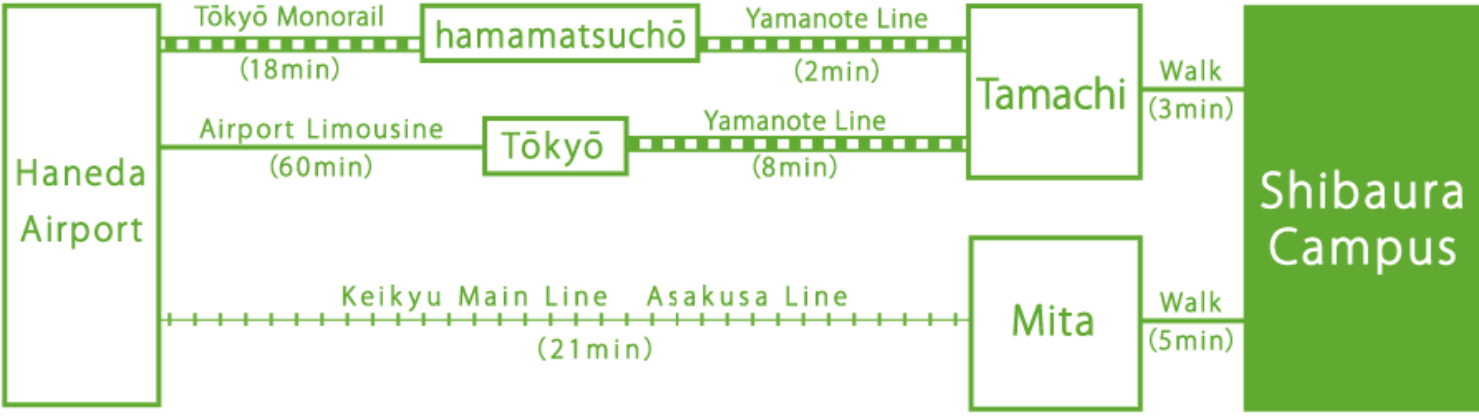 Tōkyō Monorail
(18min)
hamamatsuchō
Yamanote Line
(2min)
Airport Limousine
(60min)
Tōkyō
Yamanote Line
(8min)
Tamachi
Walk
(3min)
Haneda
Airport
Keikyu Main Line Asakusa Line
(21min)
Mita
Walk
(5min)
Shibaura
Campus